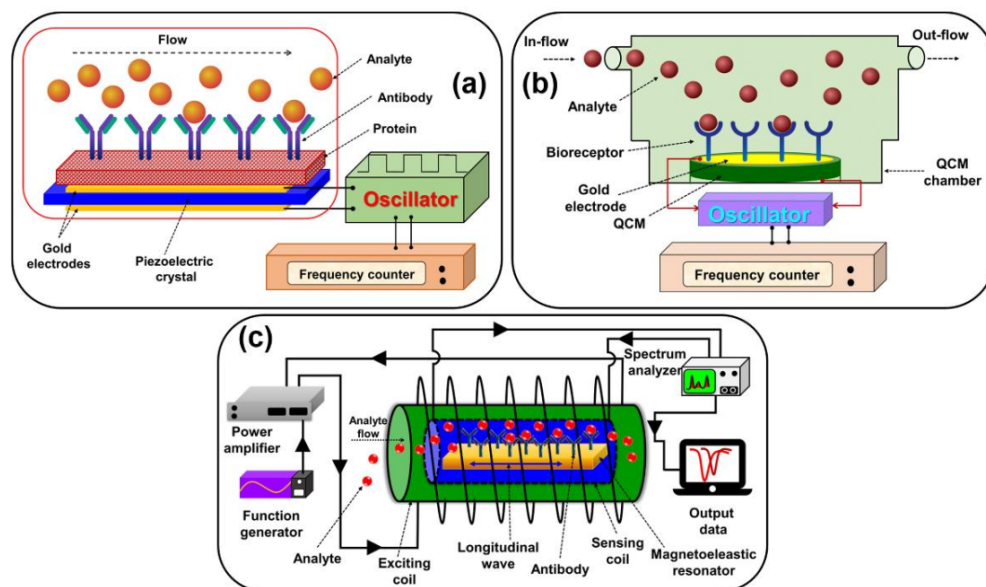 Flow
Analyte
(a)
Antibody
Protein
Oscillator
Gold
electrodes
Piezoelectric
crystal
Frequency counter
In-flow
Out-flow
(b)
Analyte
Bioreceptor
Gold
electrode
QCM
QCM
chamber
Oscillator
Frequency counter
(c)
Spectrum
analyzer
Power
amplifier
Analyte
flow
Function
generator
Analyte
Exciting
coil
Longitudinal
wave
Antibody
Sensing
coil
Magnetoeleastic
resonator
Output
data